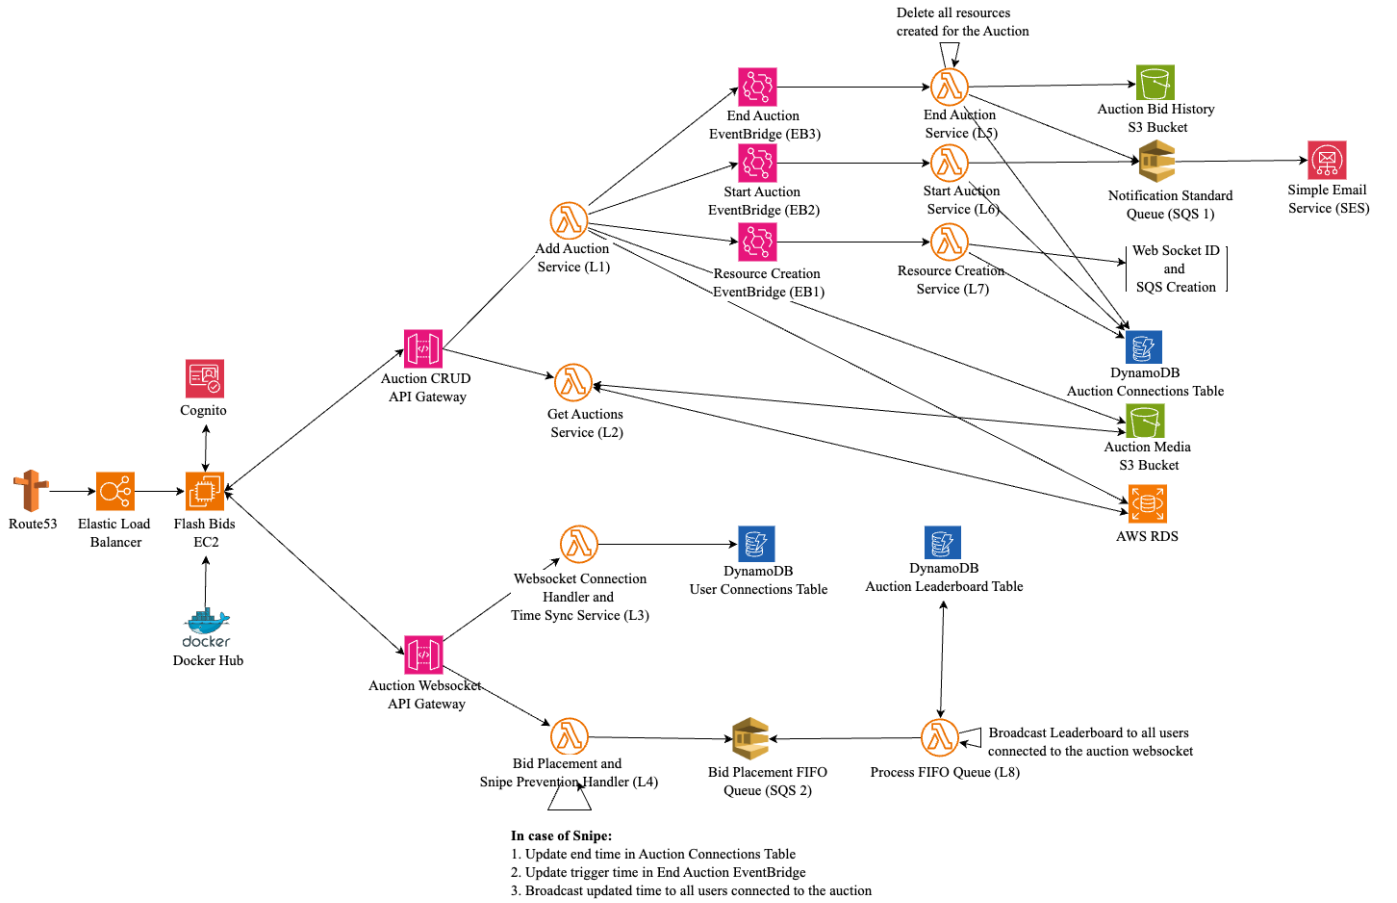 Delete all resources
created for the Auction
End Auction
EventBridge (EB3)
End Auction
Service (L5)
Auction Bid History
S3 Bucket
Start Auction
EventBridge (EB2)
Start Auction
Service (L6)
Notification Standard
Queue (SQS 1)
Simple Email
Service (SES)
Add Auction
Service (L1)
Resource Creation
EventBridge (EB1)
Resource Creation
Service (L7)
Web Socket ID
and
SQS Creation
Auction CRUD
API Gateway
DynamoDB
Auction Connections Table
Cognito
Get Auctions
Service (L2)
Auction Media
S3 Bucket
Route53
Elastic Load
Balancer
Flash Bids
EC2
AWS RDS
Websocket Connection
Handler and
Time Sync Service (L3)
DynamoDB
User Connections Table
DynamoDB
Auction Leaderboard Table
docker
Docker Hub
Auction Websocket
API Gateway
Bid Placement and
Snipe Prevention Handler (L4)
Bid Placement FIFO
Queue (SQS 2)
Process FIFO Queue (L8)
Broadcast Leaderboard to all users
connected to the auction websocket
In case of Snipe:
1. Update end time in Auction Connections Table
2. Update trigger time in End Auction EventBridge
3. Broadcast updated time to all users connected to the auction